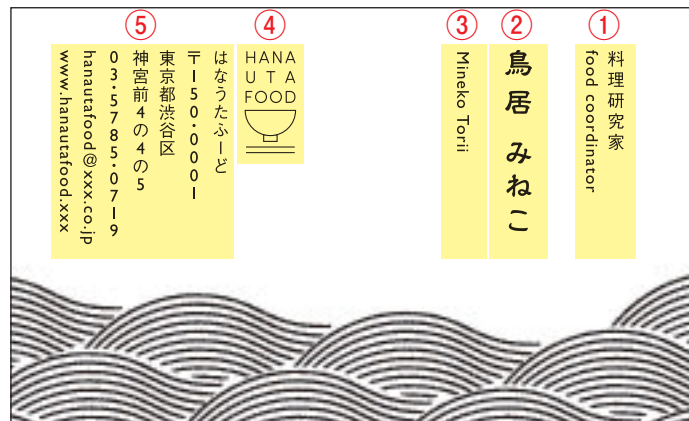 ①
料理研究家
food coordinator
②
鳥居 みねこ
③
Mineko Torii
④
HANA
UTA
FOOD
⑤
はなうたふーど
〒150・0001
東京都渋谷区
神宮前4の4の5
03・5785・0719
hanautafood@xxx.co.jp
www.hanautafood.xxx